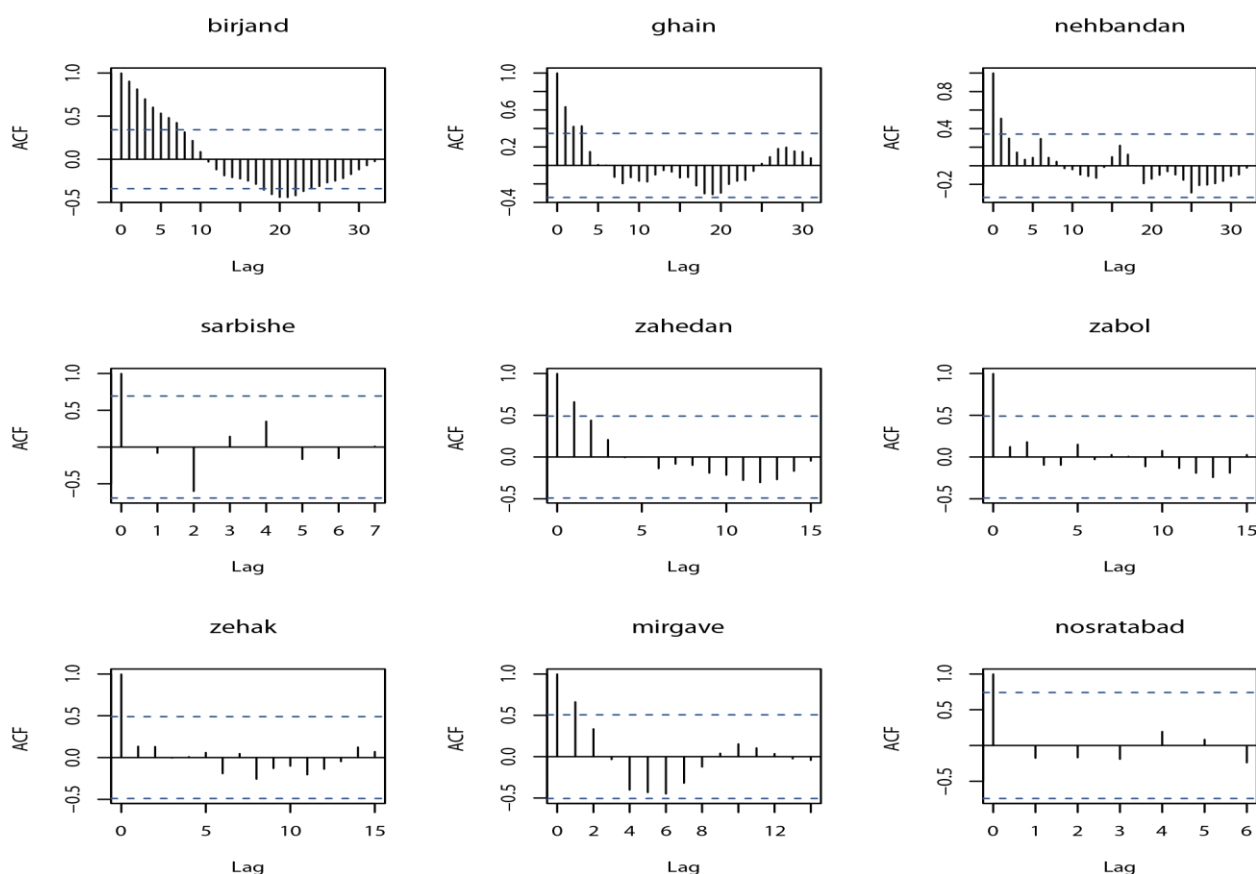 birjand
ghain
nehbandan
ACF
1.0
0.5
0.0
−0.5
0 5 10 20 30
Lag
ACF
1.0
0.6
0.2
−0.4
0 5 10 20 30
Lag
ACF
0.8
0.4
−0.2
0 10 20 30
Lag
sarbishe
zahedan
zabol
ACF
1.0
0.5
−0.5
0 1 2 3 4 5 6 7
Lag
ACF
1.0
0.5
0.0
−0.5
0 5 10 15
Lag
ACF
1.0
0.5
0.0
−0.5
0 5 10 15
Lag
zehak
mirgave
nosratabad
ACF
1.0
0.5
0.0
−0.5
0 5 10 15
Lag
ACF
1.0
0.5
0.0
−0.5
0 2 4 6 8 12
Lag
ACF
1.0
0.5
−0.5
0 1 2 3 4 5 6
Lag